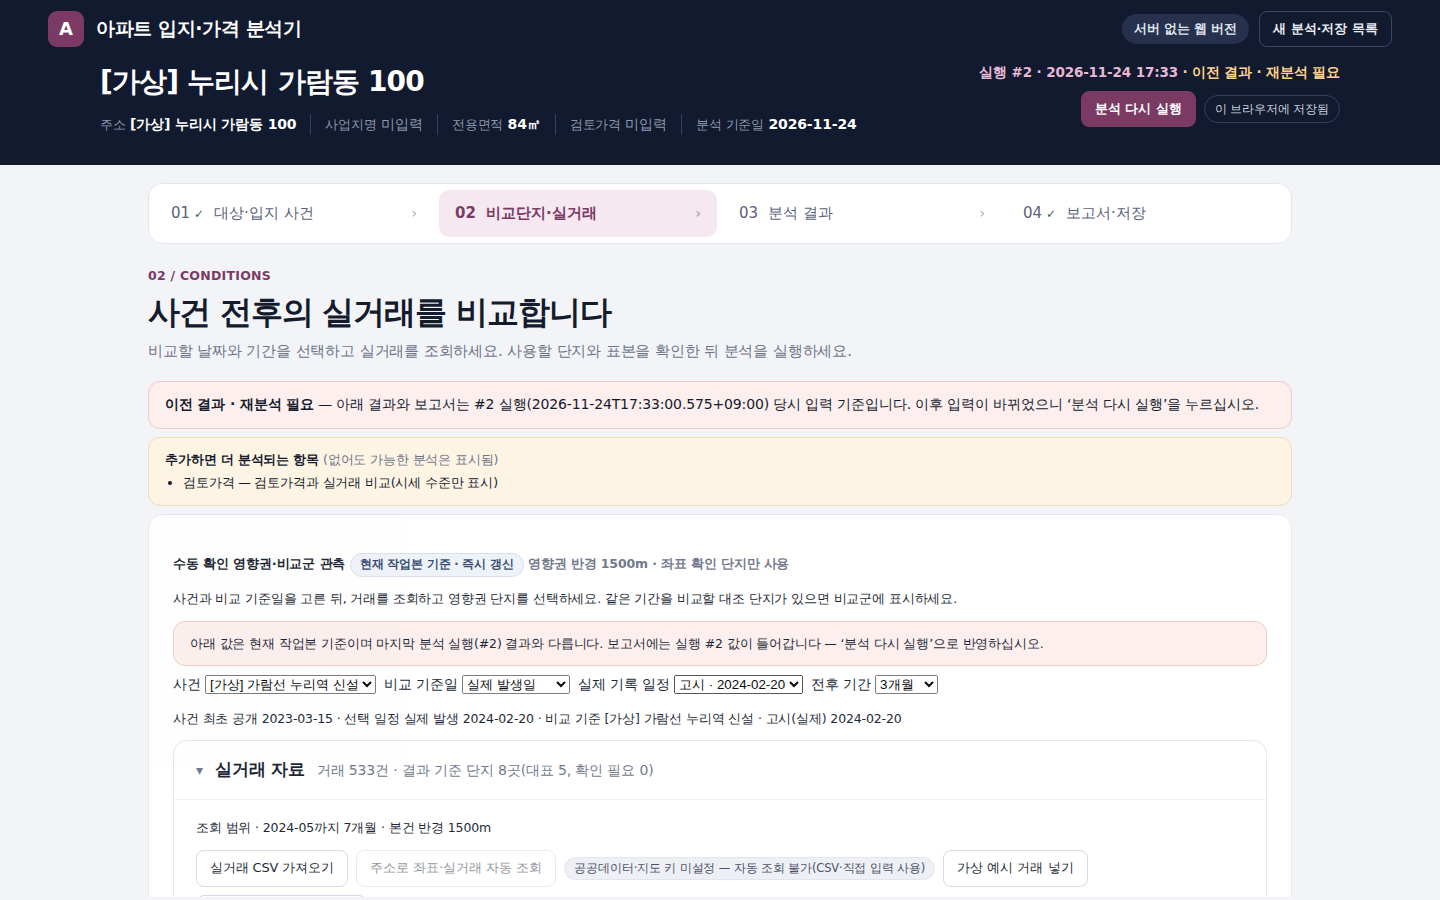 A 아파트 입지·가격 분석기
서버 없는 웹 버전
새 분석·저장 목록
[가상] 누리시 가람동 100
실행 #2 · 2026-11-24 17:33 · 이전 결과 · 재분석 필요
분석 다시 실행
이 브라우저에 저장됨
주소 [가상] 누리시 가람동 100 사업지명 미입력 전용면적 84㎡ 검토가격 미입력 분석 기준일 2026-11-24
01 ✓ 대상·입지 사건 ›
02 비교단지·실거래 ›
03 분석 결과 ›
04 ✓ 보고서·저장
02 / CONDITIONS
사건 전후의 실거래를 비교합니다
비교할 날짜와 기간을 선택하고 실거래를 조회하세요. 사용할 단지와 표본을 확인한 뒤 분석을 실행하세요.
이전 결과 · 재분석 필요 — 아래 결과와 보고서는 #2 실행(2026-11-24T17:33:00.575+09:00) 당시 입력 기준입니다. 이후 입력이 바뀌었으니 ‘분석 다시 실행’을 누르십시오.
추가하면 더 분석되는 항목 (없어도 가능한 분석은 표시됨)
• 검토가격 — 검토가격과 실거래 비교(시세 수준만 표시)
수동 확인 영향권·비교군 관측 현재 작업본 기준 · 즉시 갱신 영향권 반경 1500m · 좌표 확인 단지만 사용
사건과 비교 기준일을 고른 뒤, 거래를 조회하고 영향권 단지를 선택하세요. 같은 기간을 비교할 대조 단지가 있으면 비교군에 표시하세요.
아래 값은 현재 작업본 기준이며 마지막 분석 실행(#2) 결과와 다릅니다. 보고서에는 실행 #2 값이 들어갑니다 — ‘분석 다시 실행’으로 반영하십시오.
사건 [가상] 가람선 누리역 신설 비교 기준일 실제 발생일 실제 기록 일정 고시 · 2024-02-20 전후 기간 3개월
사건 최초 공개 2023-03-15 · 선택 일정 실제 발생 2024-02-20 · 비교 기준 [가상] 가람선 누리역 신설 · 고시(실제) 2024-02-20
▾ 실거래 자료 거래 533건 · 결과 기준 단지 8곳(대표 5, 확인 필요 0)
조회 범위 · 2024-05까지 7개월 · 본건 반경 1500m
실거래 CSV 가져오기
주소로 좌표·실거래 자동 조회
공공데이터·지도 키 미설정 — 자동 조회 불가(CSV·직접 입력 사용)
가상 예시 거래 넣기